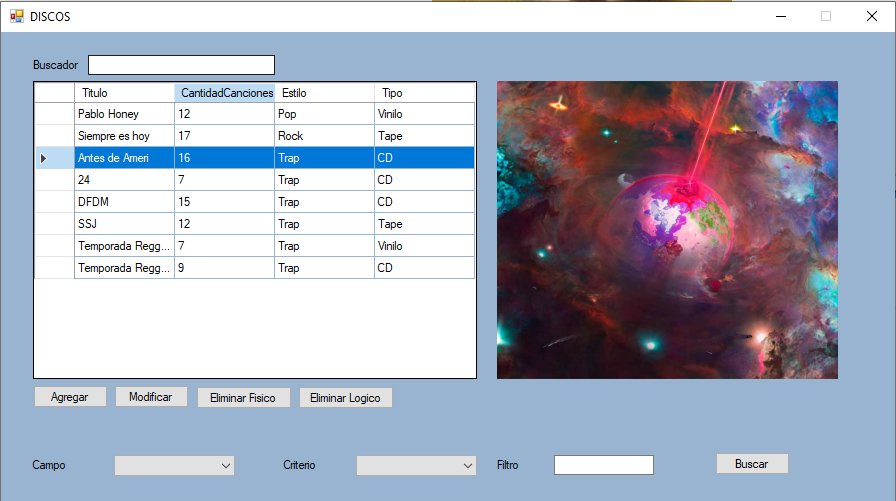 DISCOS
Buscador
Titulo CantidadCanciones Estilo Tipo
Pablo Honey 12 Pop Vinilo
Siempre es hoy 17 Rock Tape
Antes de Ameri 16 Trap CD
24 7 Trap CD
DFDM 15 Trap CD
SSJ 12 Trap Tape
Temporada Regg... 7 Trap Vinilo
Temporada Regg... 9 Trap CD
Agregar Modificar Eliminar Fisico Eliminar Logico
Campo Criterio Filtro Buscar